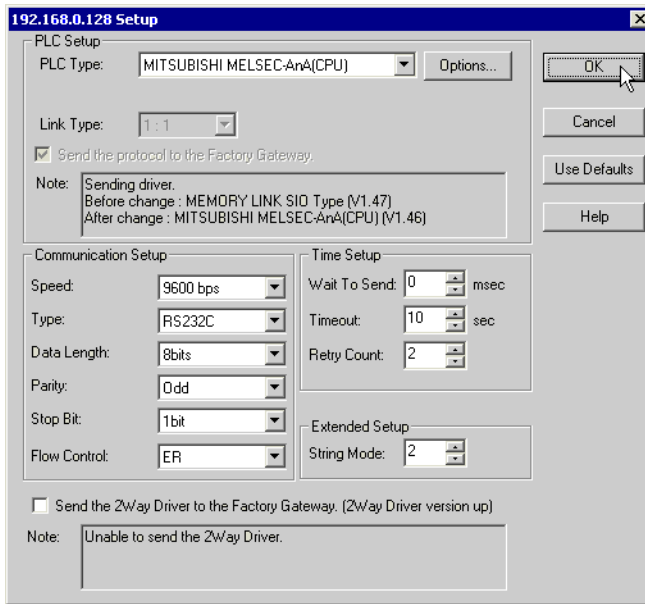 192.168.0.128 Setup
PLC Setup
PLC Type: MITSUBISHI MELSEC-AnA(CPU) Options...
OK
Link Type: 1 : 1
Cancel
Send the protocol to the Factory Gateway.
Use Defaults
Note: Sending driver.
Before change : MEMORY LINK SIO Type (V1.47)
After change : MITSUBISHI MELSEC-AnA(CPU) (V1.46)
Help
Communication Setup
Speed: 9600 bps
Type: RS232C
Data Length: 8bits
Parity: Odd
Stop Bit: 1bit
Flow Control: ER
Time Setup
Wait To Send: 0 msec
Timeout: 10 sec
Retry Count: 2
Extended Setup
String Mode: 2
Send the 2Way Driver to the Factory Gateway. (2Way Driver version up)
Note: Unable to send the 2Way Driver.